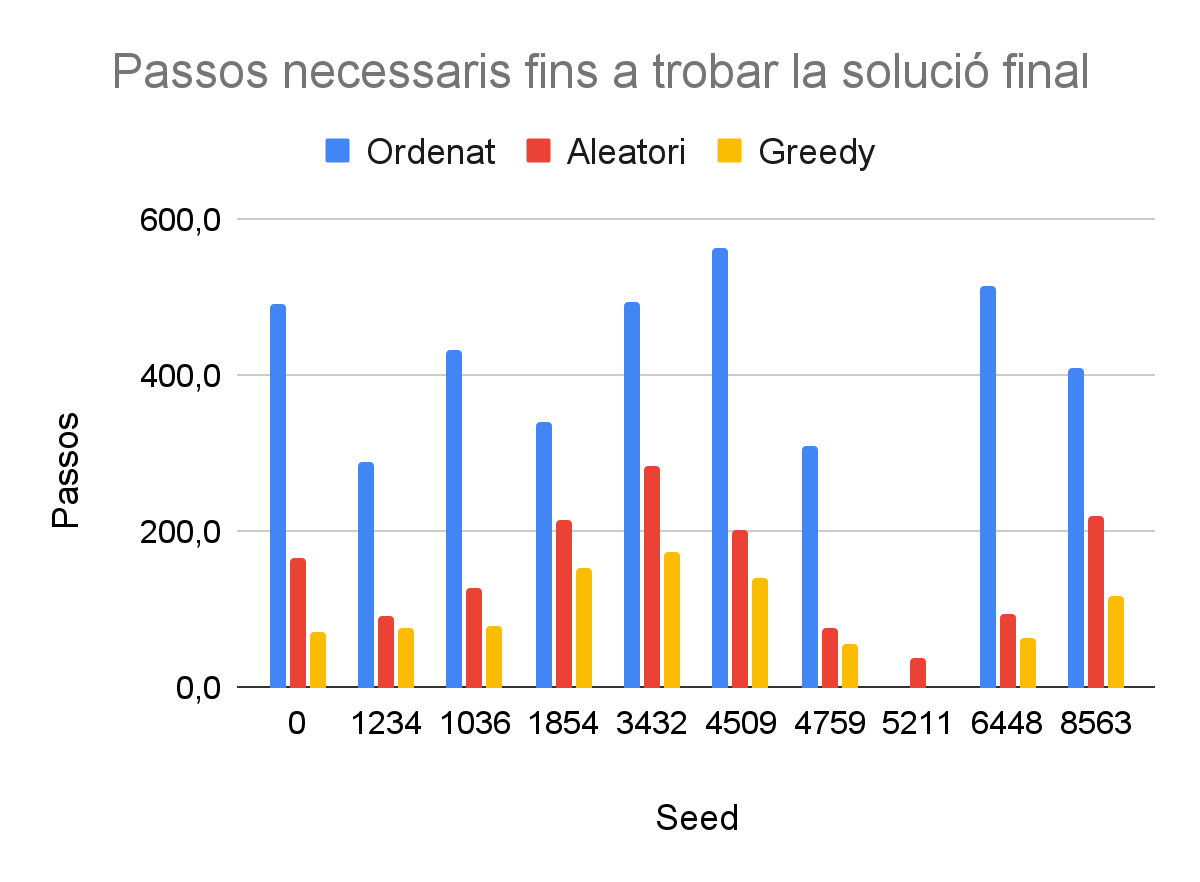 Passos necessaris fins a trobar la solució final
Ordenat Aleatori Greedy
600,0
400,0
200,0
0,0
Passos
0 1234 1036 1854 3432 4509 4759 5211 6448 8563
Seed